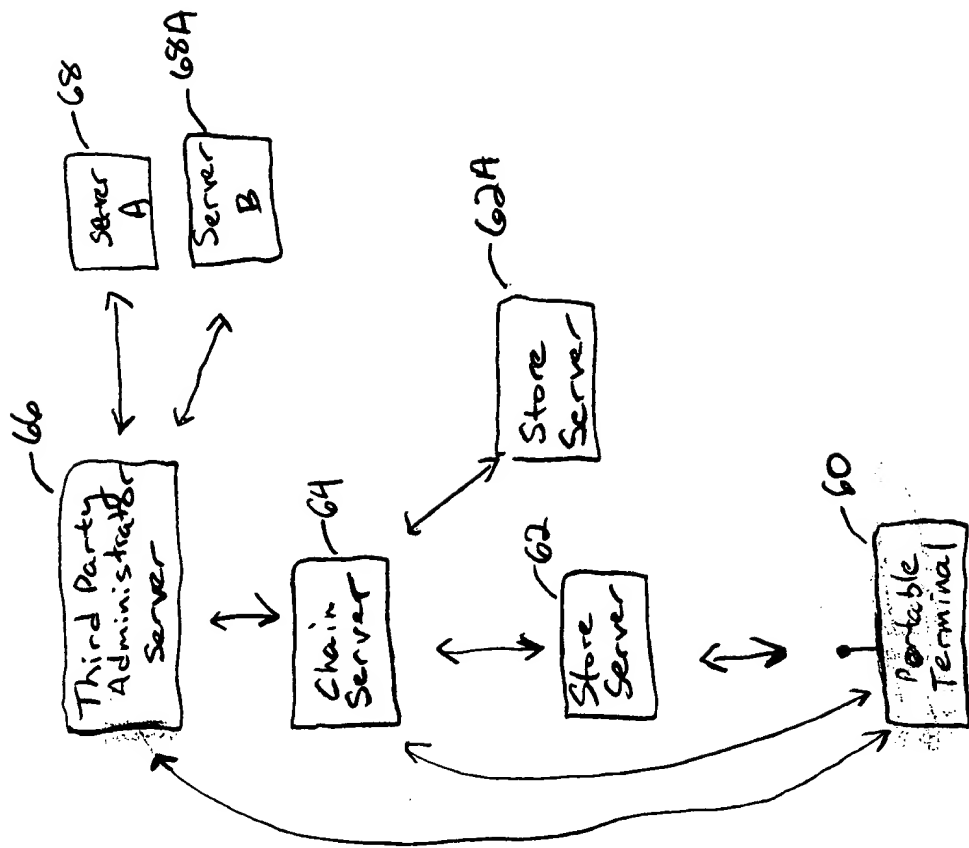 68
Server
A
68A
Server
B
66
Third Party
Administrator
Server
64
Chain
Server
62A
Store
Server
62
Store
Server
60
Portable
Terminal